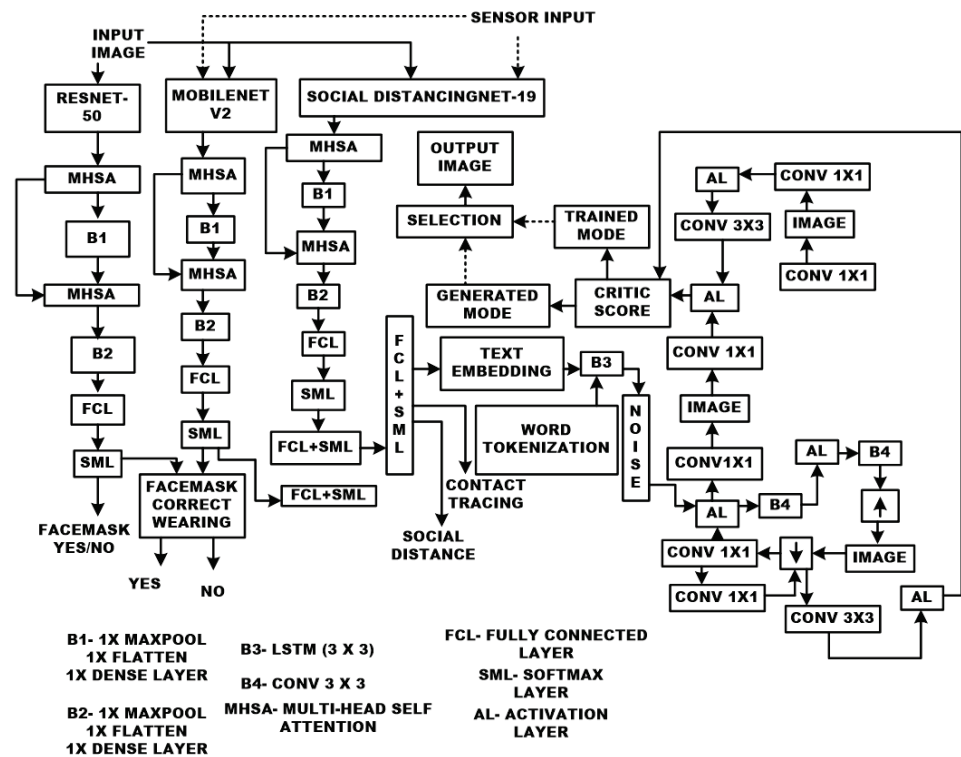 SENSOR INPUT
INPUT
IMAGE
RESNET-
50
MOBILENET
V2
SOCIAL DISTANCINGNET-19
MHSA
MHSA
MHSA
B1
B1
B1
MHSA
MHSA
MHSA
B2
B2
B2
FCL
FCL
FCL
SML
SML
SML
FCL+SML
FCL+SML
FACEMASK
CORRECT
WEARING
FACEMASK
YES/NO
YES
NO
OUTPUT
IMAGE
SELECTION
TRAINED
MODE
GENERATED
MODE
CRITIC
SCORE
FCL+SML
TEXT
EMBEDDING
B3
WORD
TOKENIZATION
NOISE
CONTACT
TRACING
SOCIAL
DISTANCE
AL
CONV 1X1
CONV 3X3
IMAGE
CONV 1X1
AL
CONV 1X1
IMAGE
CONV1X1
AL
B4
AL
B4
IMAGE
CONV 1X1
CONV 1X1
CONV 3X3
AL
B1- 1X MAXPOOL
1X FLATTEN
1X DENSE LAYER
B2- 1X MAXPOOL
1X FLATTEN
1X DENSE LAYER
B3- LSTM (3 X 3)
B4- CONV 3 X 3
MHSA- MULTI-HEAD SELF
ATTENTION
FCL- FULLY CONNECTED
LAYER
SML- SOFTMAX
LAYER
AL- ACTIVATION
LAYER